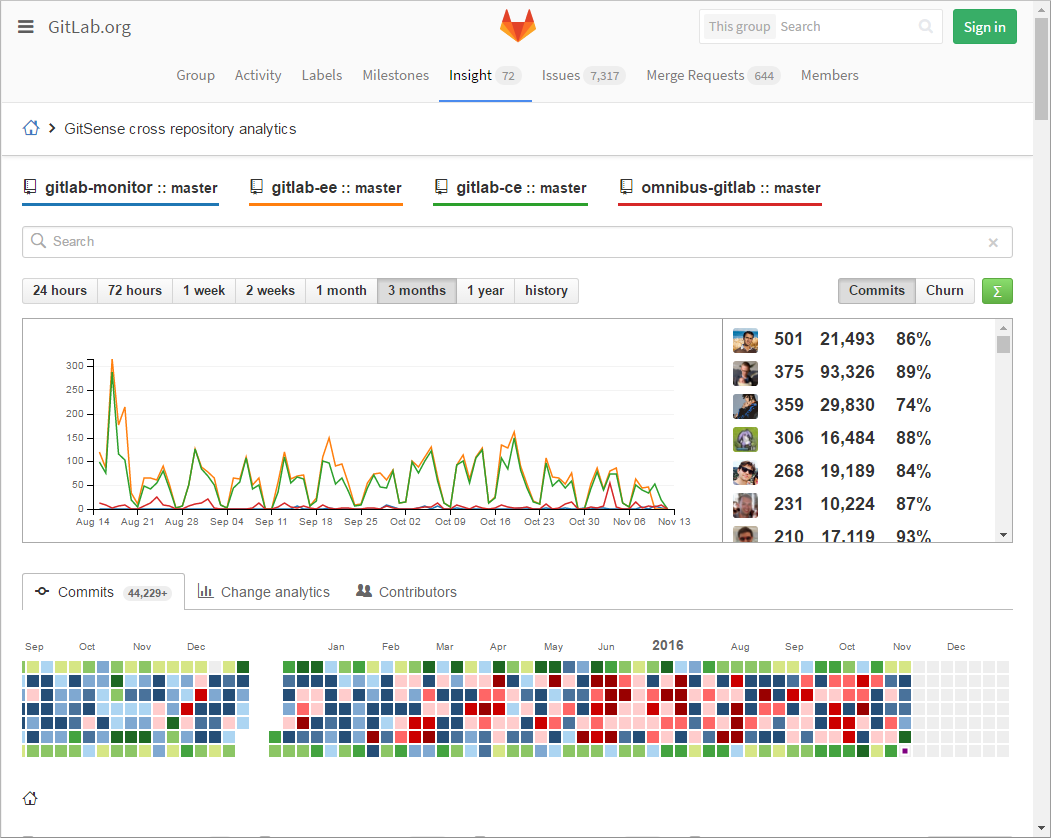 GitLab.org
This group Search
Sign in
Group Activity Labels Milestones Insight 72 Issues 7,317 Merge Requests 644 Members
GitSense cross repository analytics
gitlab-monitor :: master gitlab-ee :: master gitlab-ce :: master omnibus-gitlab :: master
Search
24 hours 72 hours 1 week 2 weeks 1 month 3 months 1 year history Commits Churn Σ
300
250
200
150
100
50
0
Aug 14 Aug 21 Aug 28 Sep 04 Sep 11 Sep 18 Sep 25 Oct 02 Oct 09 Oct 16 Oct 23 Oct 30 Nov 06 Nov 13
501 21,493 86%
375 93,326 89%
359 29,830 74%
306 16,484 88%
268 19,189 84%
231 10,224 87%
210 17,119 93%
Commits 44,229+ Change analytics Contributors
Sep Oct Nov Dec Jan Feb Mar Apr May Jun 2016 Aug Sep Oct Nov Dec